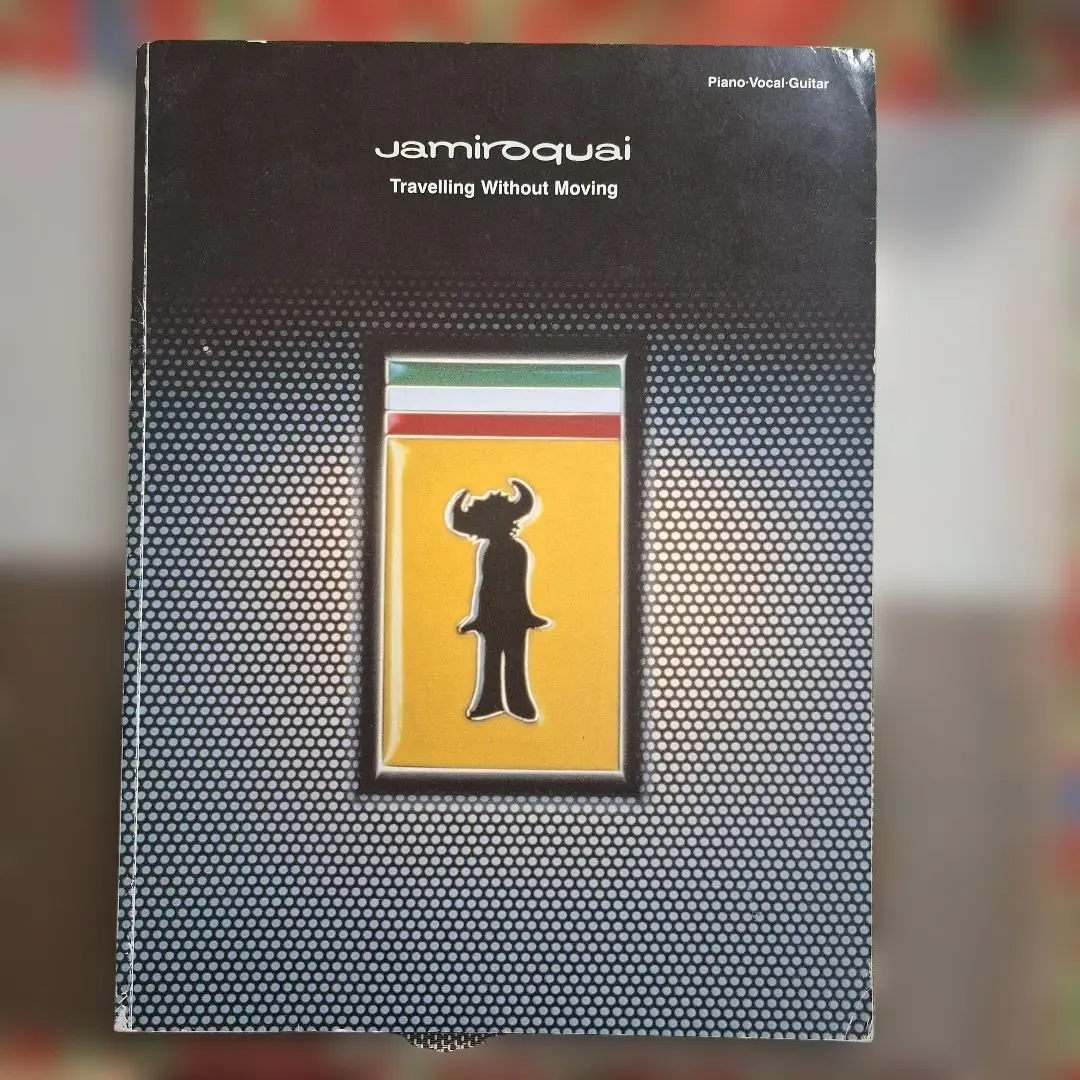 Piano·Vocal·Guitar
Jamiroquai
Travelling Without Moving